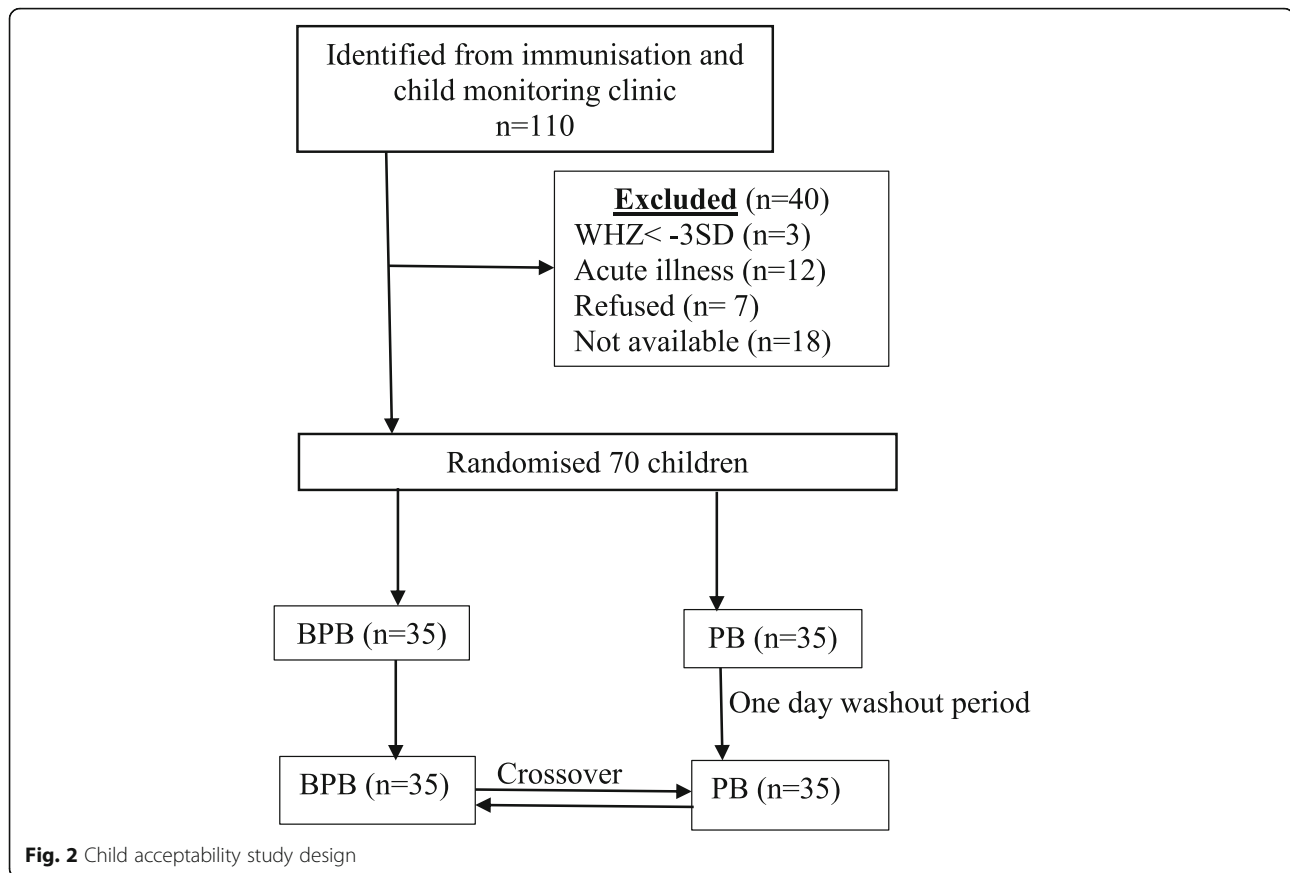 Identified from immunisation and
child monitoring clinic
n=110
Excluded (n=40)
WHZ< -3SD (n=3)
Acute illness (n=12)
Refused (n= 7)
Not available (n=18)
Randomised 70 children
BPB (n=35)
PB (n=35)
One day washout period
BPB (n=35)
Crossover
PB (n=35)
Fig. 2 Child acceptability study design